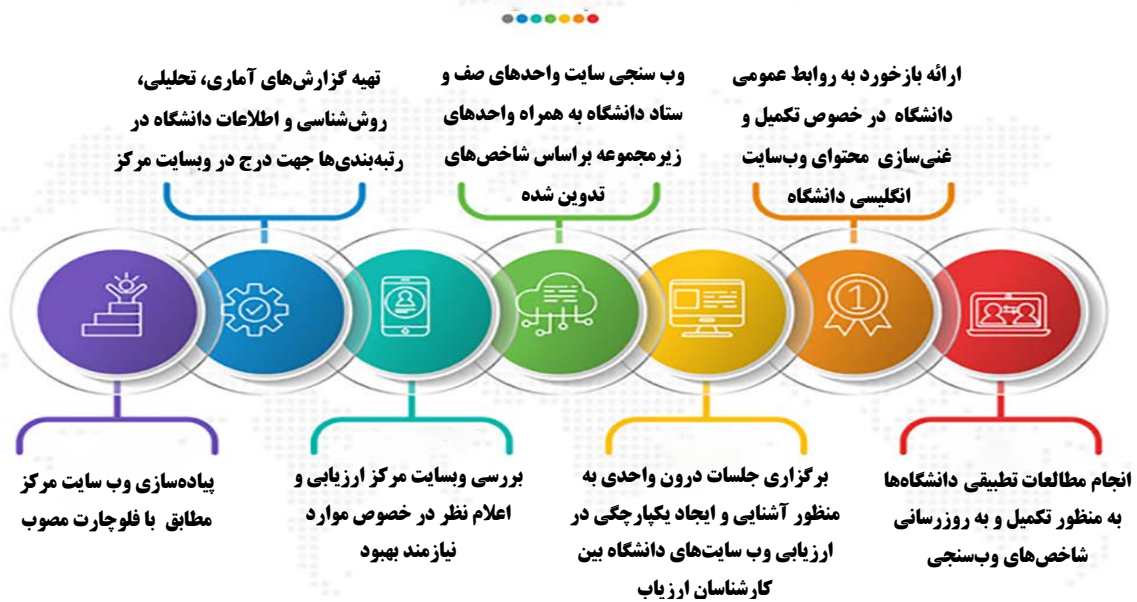 ارائه بازخورد به روابط عمومی
دانشگاه در خصوص تکمیل و
غنی‌سازی محتوای وب‌سایت
انگلیسی دانشگاه
وب سنجی سایت واحدهای صف و
ستاد دانشگاه به همراه واحدهای
زیرمجموعه براساس شاخص‌های
تدوین شده
تهیه گزارش‌های آماری، تحلیلی،
روش‌شناسی و اطلاعات دانشگاه در
رتبه‌بندی‌ها جهت درج در وبسایت مرکز
1
انجام مطالعات تطبیقی دانشگاه‌ها
به منظور تکمیل و به روزرسانی
شاخص‌های وب‌سنجی
برگزاری جلسات درون واحدی به
منظور آشنایی و ایجاد یکپارچگی در
ارزیابی وب سایت‌های دانشگاه بین
کارشناسان ارزیاب
بررسی وبسایت مرکز ارزیابی و
اعلام نظر در خصوص موارد
نیازمند بهبود
پیاده‌سازی وب سایت مرکز
مطابق با فلوچارت مصوب